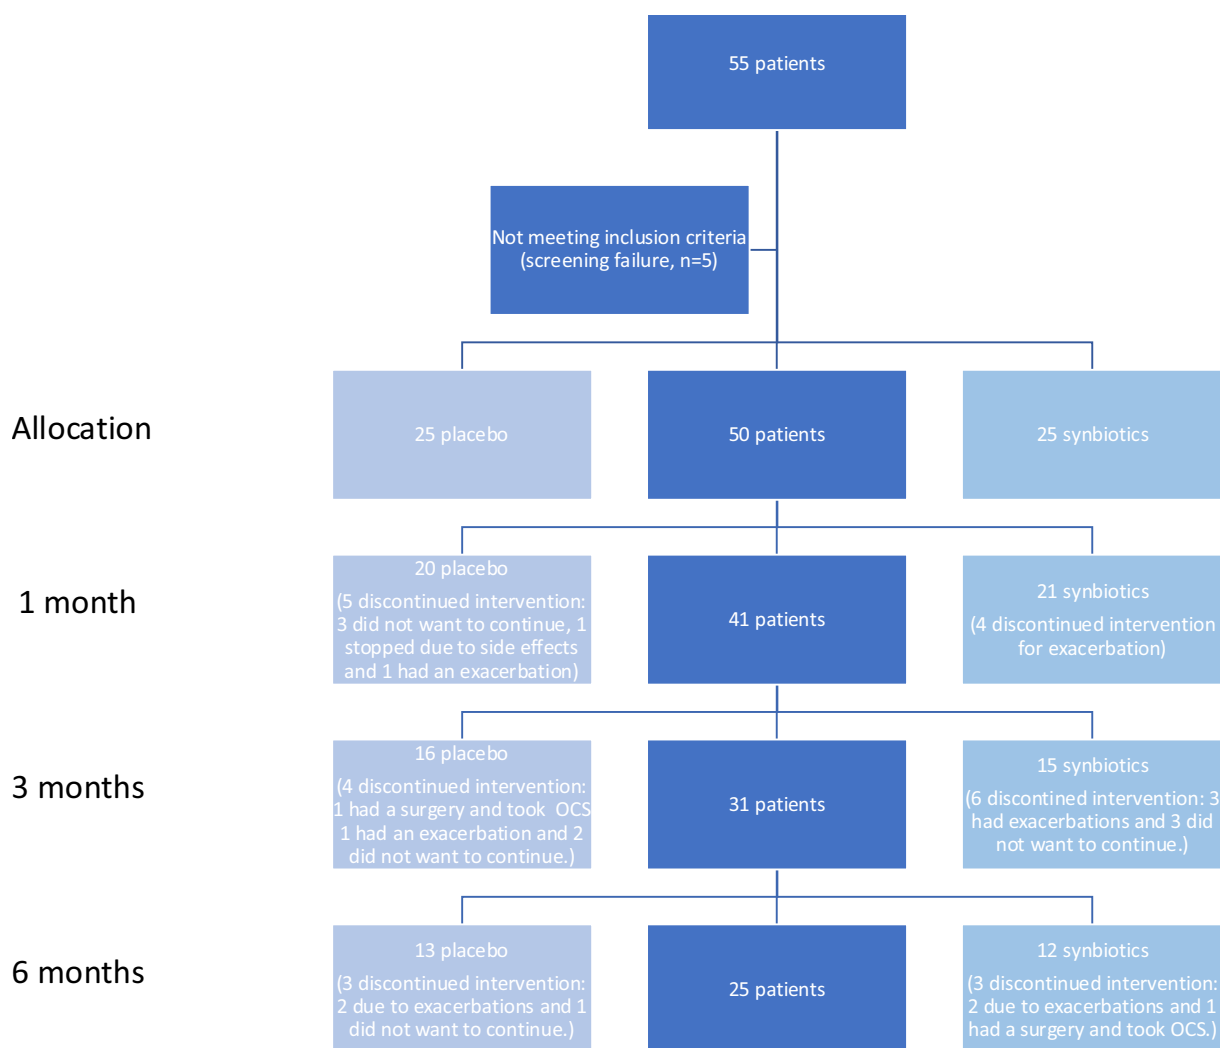 55 patients
Not meeting inclusion criteria
(screening failure, n=5)
Allocation
25 placebo
50 patients
25 synbiotics
1 month
20 placebo
(5 discontinued intervention:
3 did not want to continue, 1
stopped due to side effects
and 1 had an exacerbation)
41 patients
21 synbiotics
(4 discontinued intervention
for exacerbation)
3 months
16 placebo
(4 discontinued intervention:
1 had a surgery and took OCS
1 had an exacerbation and 2
did not want to continue.)
31 patients
15 synbiotics
(6 discontined intervention: 3
had exacerbations and 3 did
not want to continue.)
6 months
13 placebo
(3 discontinued intervention:
2 due to exacerbations and 1
did not want to continue.)
25 patients
12 synbiotics
(3 discontinued intervention:
2 due to exacerbations and 1
had a surgery and took OCS.)